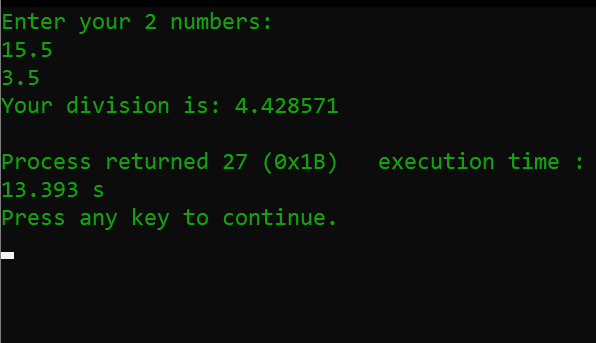 Enter your 2 numbers:
15.5
3.5
Your division is: 4.428571
Process returned 27 (0x1B)   execution time :
13.393 s
Press any key to continue.